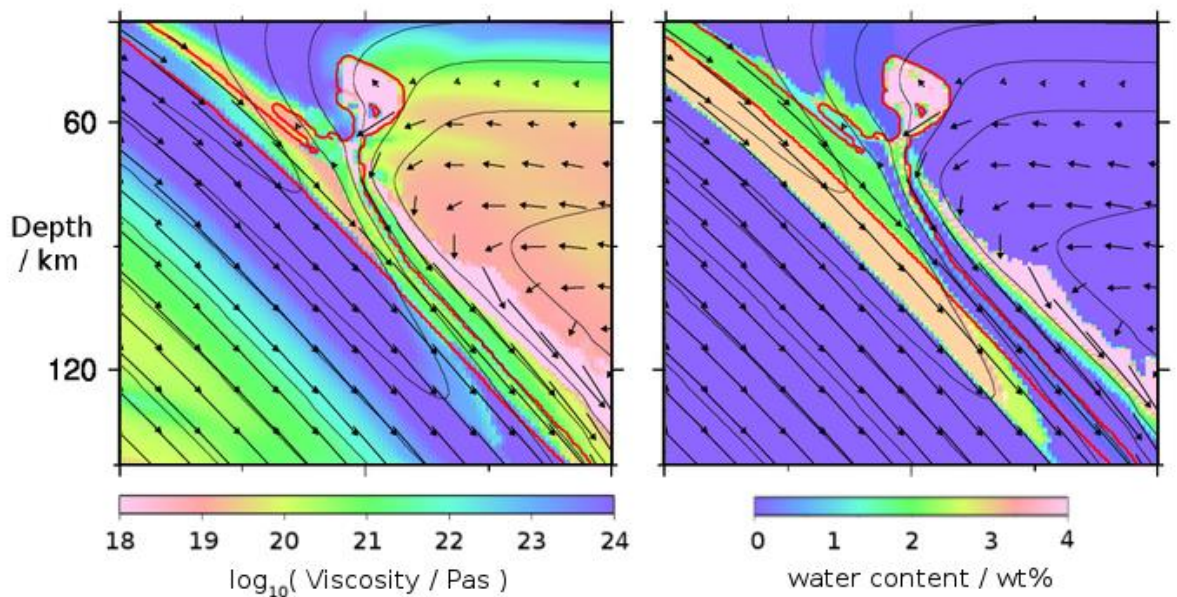 60
Depth
/ km
120
18 19 20 21 22 23 24
log10( Viscosity / Pas )
0 1 2 3 4
water content / wt%